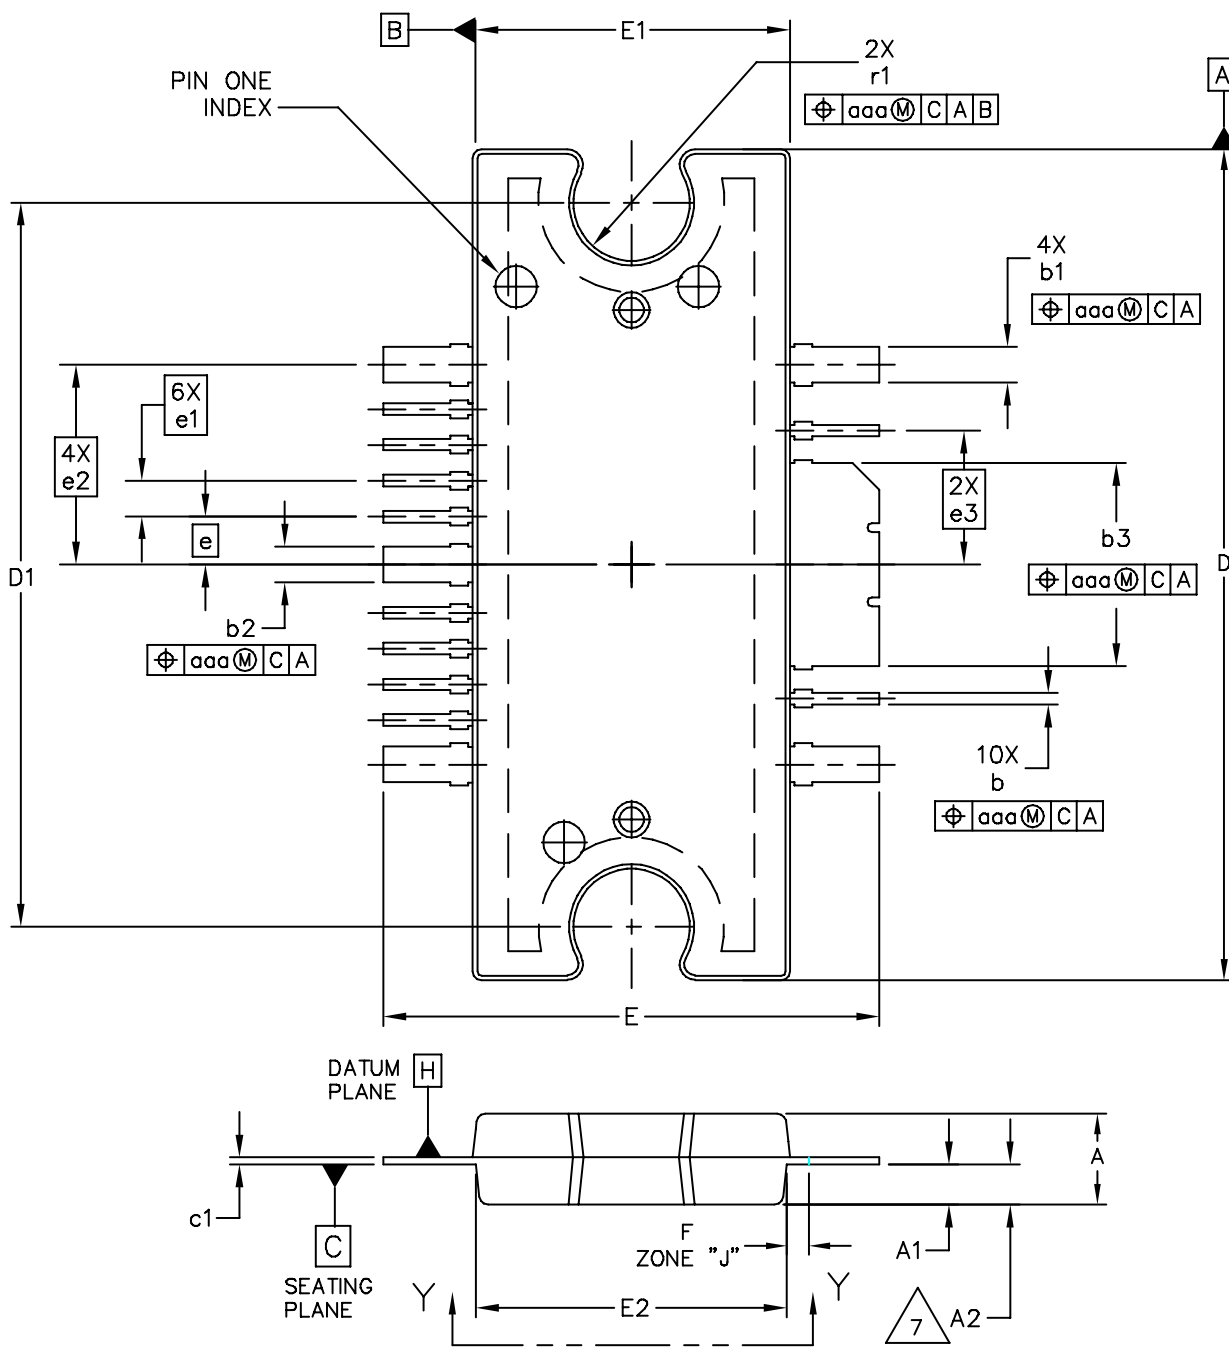 B
E1
2X
r1
⌖ aaa Ⓜ C A B
A
PIN ONE
INDEX
4X
b1
⌖ aaa Ⓜ C A
6X
e1
4X
e2
2X
e3
e
b3
⌖ aaa Ⓜ C A
D1
D
b2
⌖ aaa Ⓜ C A
10X
b
⌖ aaa Ⓜ C A
E
DATUM
PLANE
H
A
c1
C
SEATING
PLANE
F
ZONE "J"
A1
Y
Y
E2
7
A2